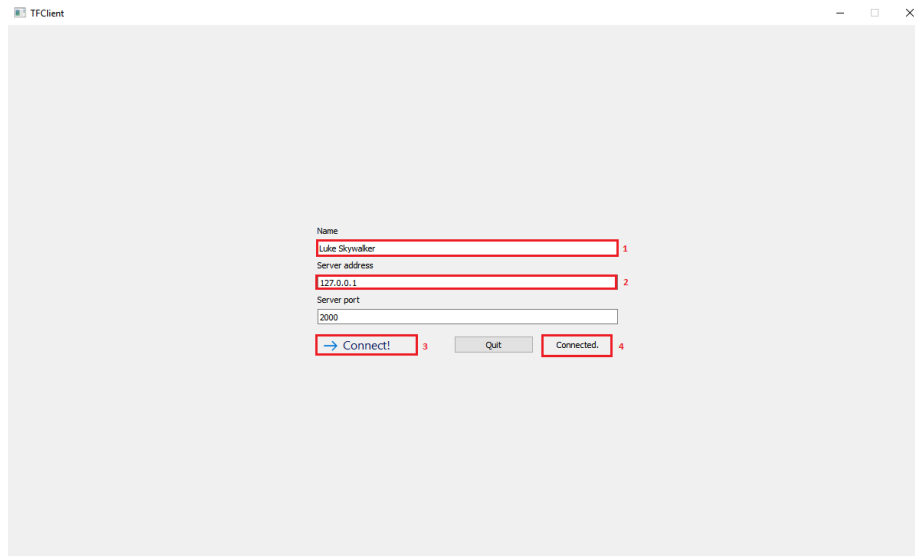 TFClient
Name
Luke Skywalker 1
Server address
127.0.0.1 2
Server port
2000
→ Connect! 3 Quit Connected. 4